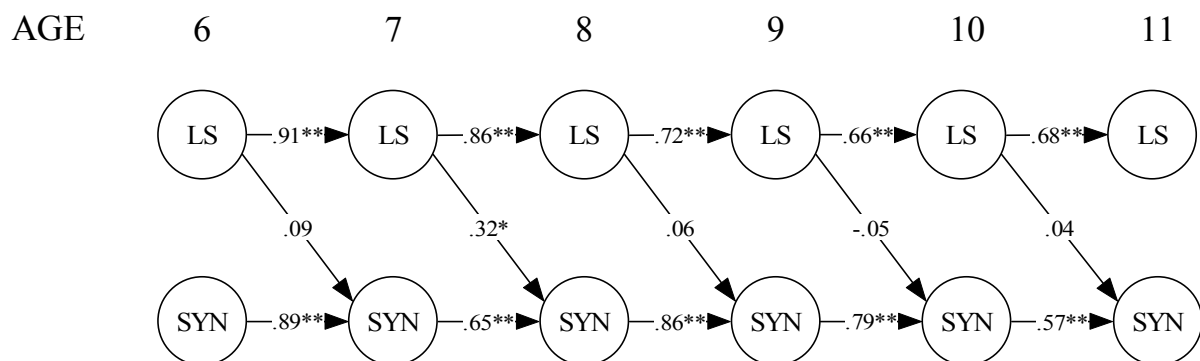 AGE 6 7 8 9 10 11
LS .91** LS .86** LS .72** LS .66** LS .68** LS
.09 .32* .06 -.05 .04
SYN .89** SYN .65** SYN .86** SYN .79** SYN .57** SYN